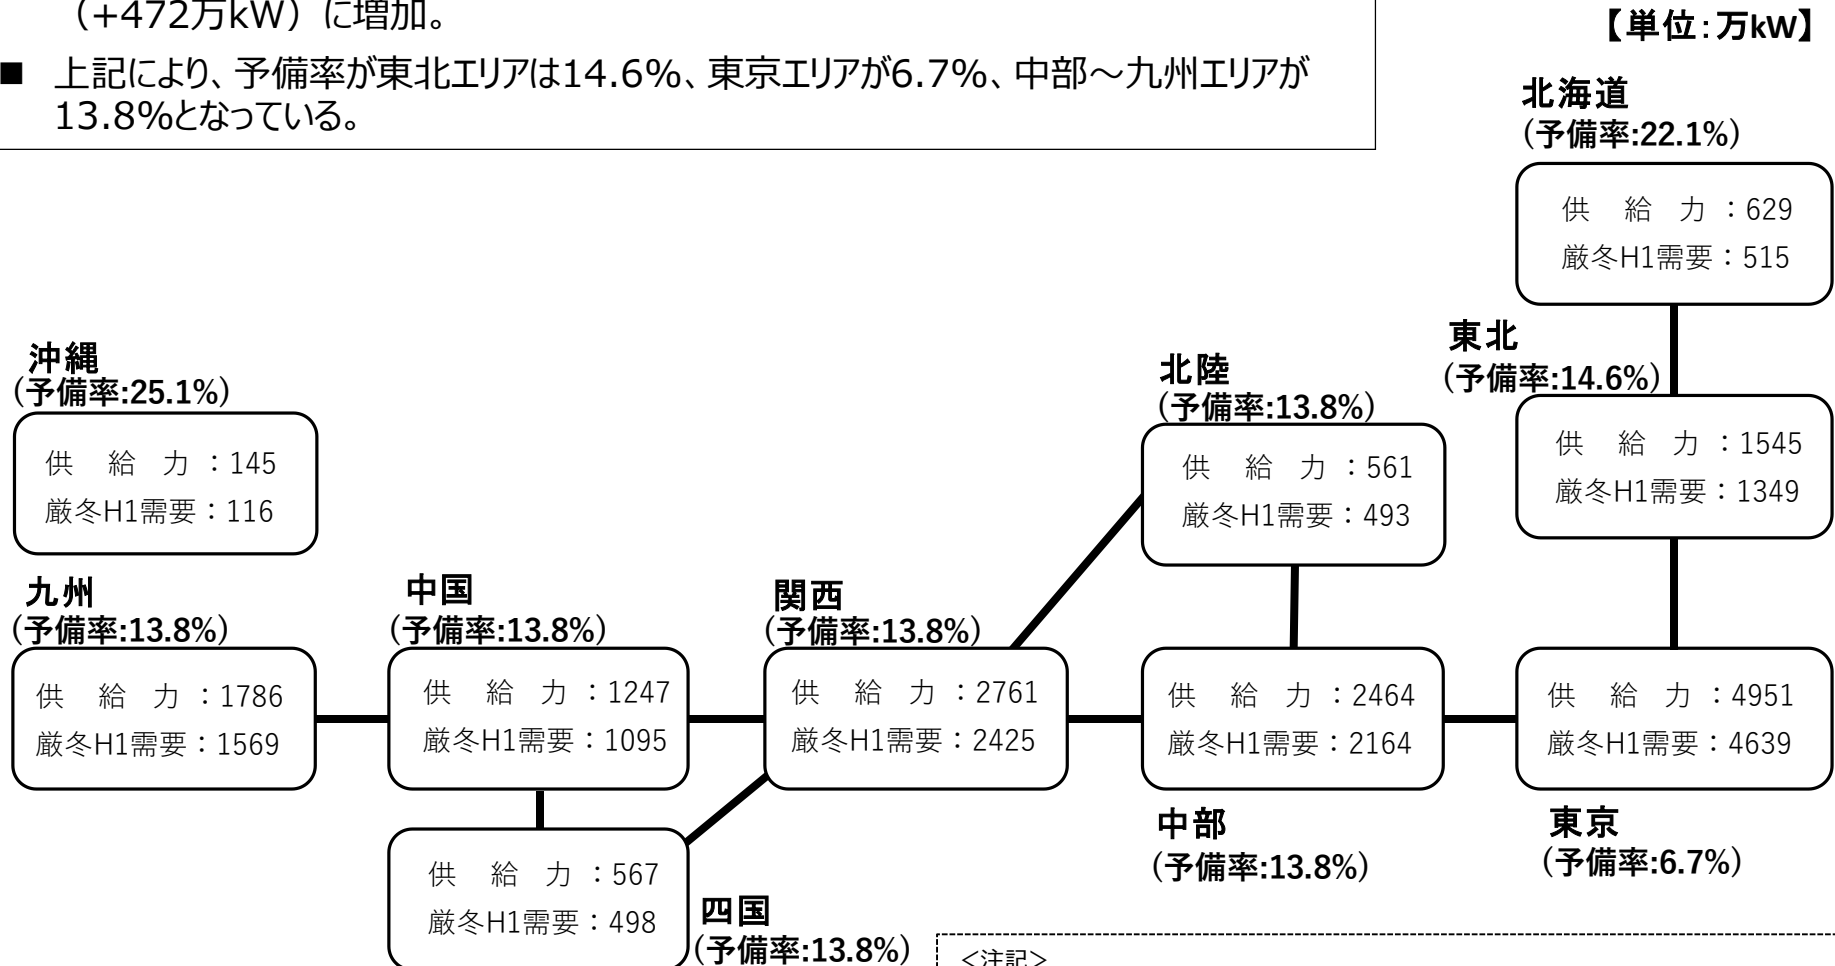 （+472万kW）に増加。
■ 上記により、予備率が東北エリアは14.6%、東京エリアが6.7%、中部～九州エリアが
13.8%となっている。
【単位：万kW】
北海道
(予備率:22.1%)
供 給 力：629
厳冬H1需要：515
東北
(予備率:14.6%)
供 給 力：1545
厳冬H1需要：1349
沖縄
(予備率:25.1%)
供 給 力：145
厳冬H1需要：116
北陸
(予備率:13.8%)
供 給 力：561
厳冬H1需要：493
九州
(予備率:13.8%)
供 給 力：1786
厳冬H1需要：1569
中国
(予備率:13.8%)
供 給 力：1247
厳冬H1需要：1095
関西
(予備率:13.8%)
供 給 力：2761
厳冬H1需要：2425
供 給 力：2464
厳冬H1需要：2164
中部
(予備率:13.8%)
供 給 力：4951
厳冬H1需要：4639
東京
(予備率:6.7%)
供 給 力：567
厳冬H1需要：498
四国
(予備率:13.8%)
＜注記＞